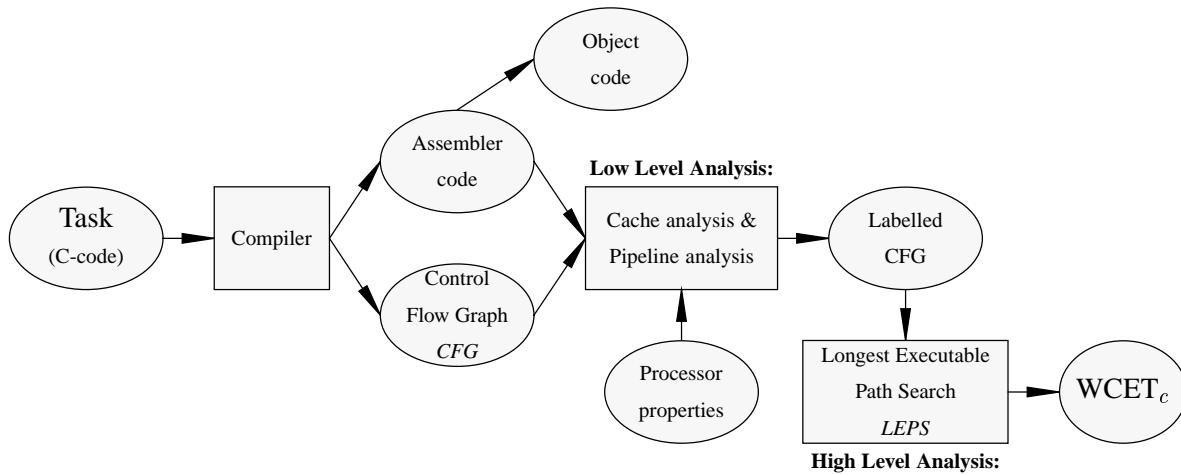 Object
code
Assembler
code
Low Level Analysis:
Task
(C-code)
Compiler
Cache analysis &
Pipeline analysis
Labelled
CFG
Control
Flow Graph
CFG
Processor
properties
Longest Executable
Path Search
LEPS
WCETc
High Level Analysis: